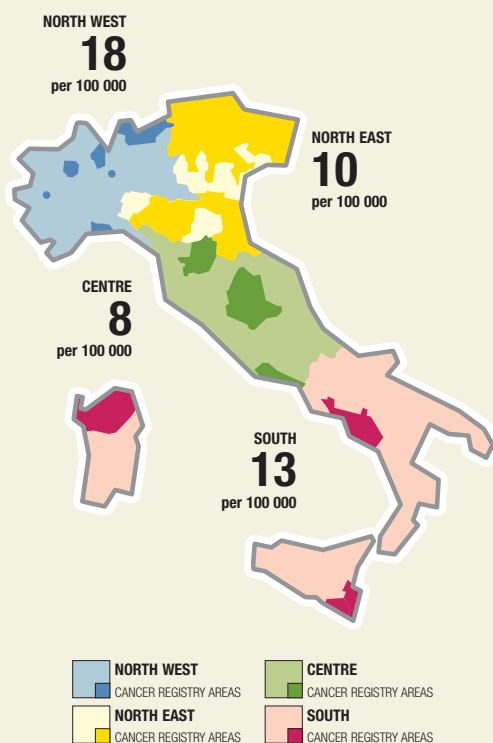 NORTH WEST
18
per 100 000
NORTH EAST
10
per 100 000
CENTRE
8
per 100 000
SOUTH
13
per 100 000
NORTH WEST
CANCER REGISTRY AREAS
CENTRE
CANCER REGISTRY AREAS
NORTH EAST
CANCER REGISTRY AREAS
SOUTH
CANCER REGISTRY AREAS